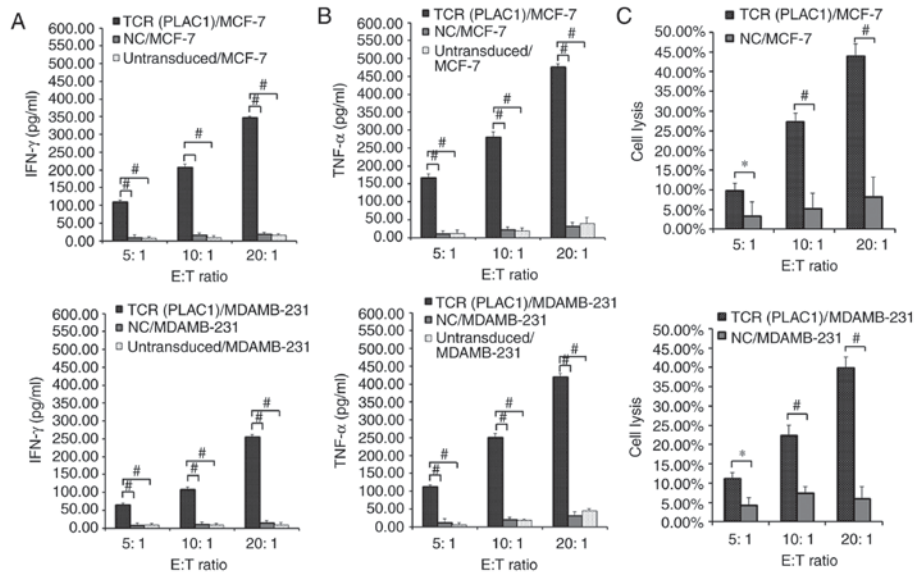 A
TCR (PLAC1)/MCF-7
NC/MCF-7
Untransduced/MCF-7
IFN-γ (pg/ml)
600.00
550.00
500.00
450.00
400.00
350.00
300.00
250.00
200.00
150.00
100.00
50.00
0.00
# # # # # #
5: 1 10: 1 20: 1
E:T ratio
B
TCR (PLAC1)/MCF-7
NC/MCF-7
Untransduced/
MCF-7
TNF-α (pg/ml)
600.00
550.00
500.00
450.00
400.00
350.00
300.00
250.00
200.00
150.00
100.00
50.00
0.00
# # # # # #
5: 1 10: 1 20: 1
E:T ratio
C
TCR (PLAC1)/MCF-7
NC/MCF-7
Cell lysis
50.00%
45.00%
40.00%
35.00%
30.00%
25.00%
20.00%
15.00%
10.00%
5.00%
0.00%
* # #
5: 1 10: 1 20: 1
E:T ratio
TCR (PLAC1)/MDAMB-231
NC/MDAMB-231
Untransduced/MDAMB-231
IFN-γ (pg/ml)
600.00
550.00
500.00
450.00
400.00
350.00
300.00
250.00
200.00
150.00
100.00
50.00
0.00
# # # # # #
5: 1 10: 1 20: 1
E:T ratio
TCR (PLAC1)/MDAMB-231
NC/MDAMB-231
Untransduced/
MDAMB-231
TNF-α (pg/ml)
600.00
550.00
500.00
450.00
400.00
350.00
300.00
250.00
200.00
150.00
100.00
50.00
0.00
# # # # # #
5: 1 10: 1 20: 1
E:T ratio
TCR (PLAC1)/MDAMB-231
NC/MDAMB-231
Cell lysis
50.00%
45.00%
40.00%
35.00%
30.00%
25.00%
20.00%
15.00%
10.00%
5.00%
0.00%
* # #
5: 1 10: 1 20: 1
E:T ratio